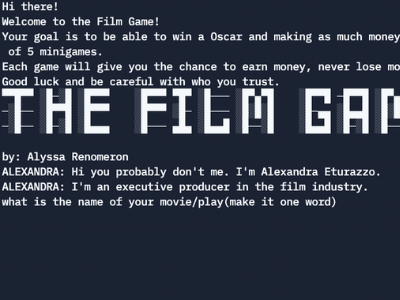 Hi there!
Welcome to the Film Game!
Your goal is to be able to win a Oscar and making as much money
of 5 minigames.
Each game will give you the chance to earn money, never lose mo
Good luck and be careful with who you trust.
THE FILM GAM
by: Alyssa Renomeron
ALEXANDRA: Hi you probably don't me. I'm Alexandra Eturazzo.
ALEXANDRA: I'm an executive producer in the film industry.
what is the name of your movie/play(make it one word)